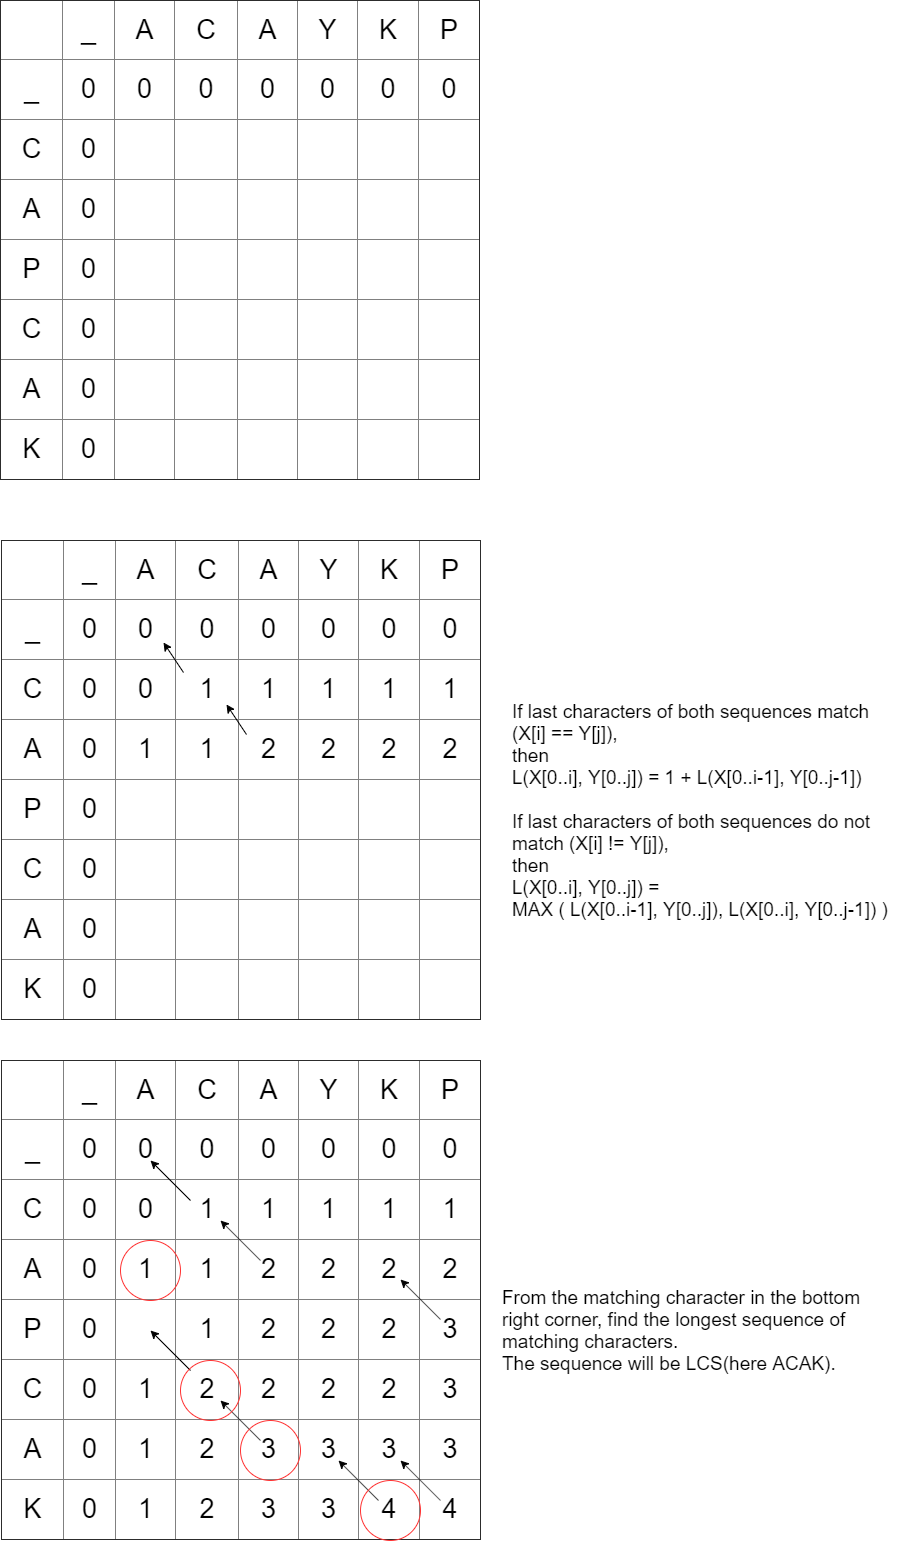 _ A C A Y K P
_ 0 0 0 0 0 0 0
C 0
A 0
P 0
C 0
A 0
K 0
_ A C A Y K P
_ 0 0 0 0 0 0 0
C 0 0 1 1 1 1 1
A 0 1 1 2 2 2 2
P 0
C 0
A 0
K 0
If last characters of both sequences match
(X[i] == Y[j]),
then
L(X[0..i], Y[0..j]) = 1 + L(X[0..i-1], Y[0..j-1])
If last characters of both sequences do not
match (X[i] != Y[j]),
then
L(X[0..i], Y[0..j]) =
MAX ( L(X[0..i-1], Y[0..j]), L(X[0..i], Y[0..j-1]) )
_ A C A Y K P
_ 0 0 0 0 0 0 0
C 0 0 1 1 1 1 1
A 0 1 1 2 2 2 2
P 0 1 2 2 2 3
C 0 1 2 2 2 2 3
A 0 1 2 3 3 3 3
K 0 1 2 3 3 4 4
From the matching character in the bottom
right corner, find the longest sequence of
matching characters.
The sequence will be LCS(here ACAK).